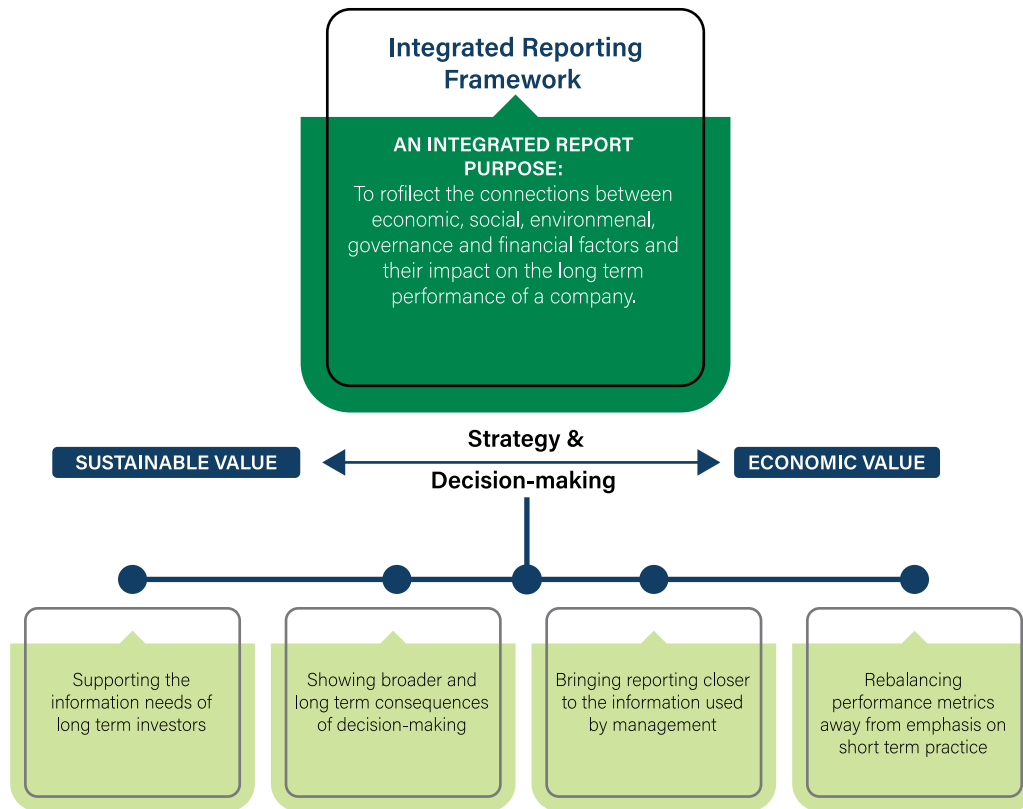 Integrated Reporting
Framework
AN INTEGRATED REPORT
PURPOSE:
To rofilect the connections between
economic, social, environmenal,
governance and financial factors and
their impact on the long term
performance of a company.
Strategy &
SUSTAINABLE VALUE
ECONOMIC VALUE
Decision-making
Supporting the
information needs of
long term investors
Showing broader and
long term consequences
of decision-making
Bringing reporting closer
to the information used
by management
Rebalancing
performance metrics
away from emphasis on
short term practice